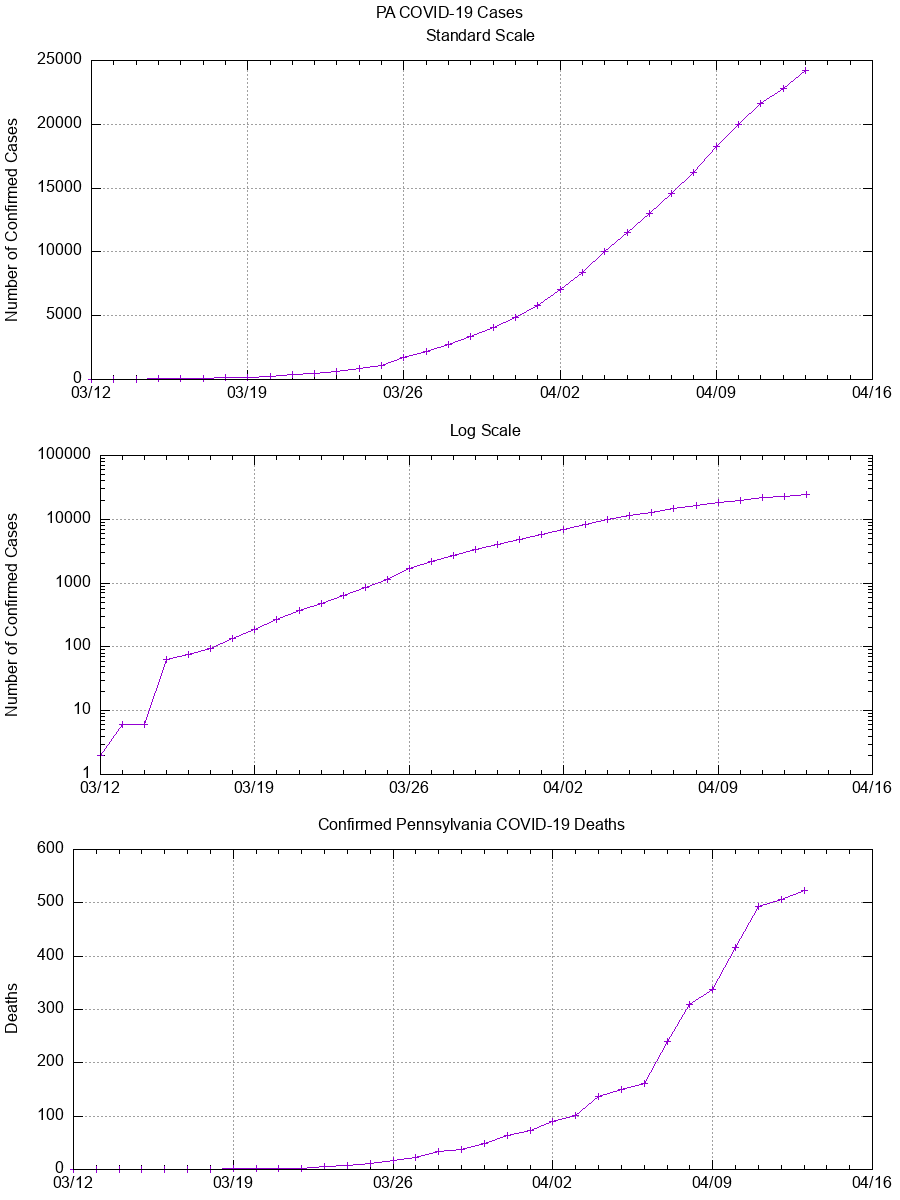 PA COVID-19 Cases
Standard Scale
Number of Confirmed Cases
25000
20000
15000
10000
5000
0
03/12 03/19 03/26 04/02 04/09 04/16
Log Scale
Number of Confirmed Cases
100000
10000
1000
100
10
1
03/12 03/19 03/26 04/02 04/09 04/16
Confirmed Pennsylvania COVID-19 Deaths
Deaths
600
500
400
300
200
100
0
03/12 03/19 03/26 04/02 04/09 04/16